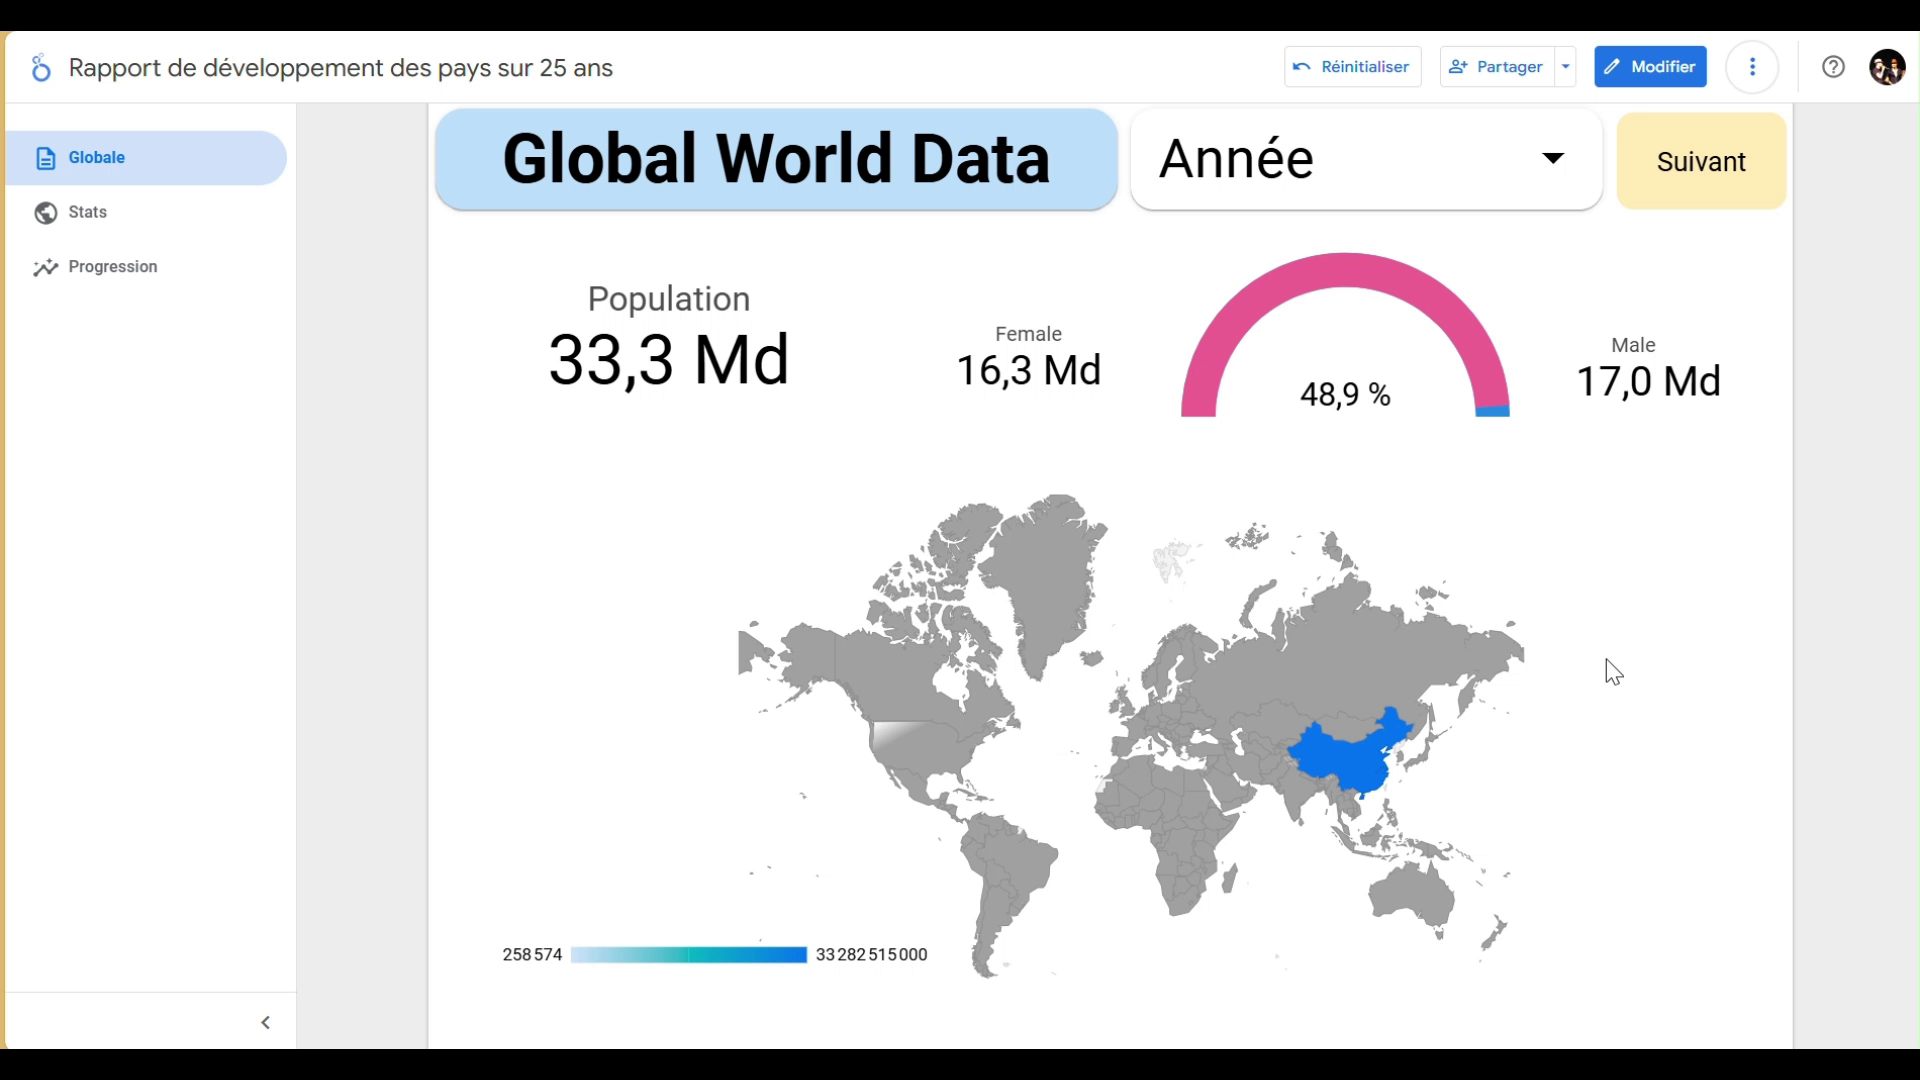 Rapport de développement des pays sur 25 ans
Réinitialiser
Partager
Modifier
Globale
Stats
Progression
Global World Data
Année
Suivant
Population
33,3 Md
Female
16,3 Md
48,9 %
Male
17,0 Md
258 574
33 282 515 000